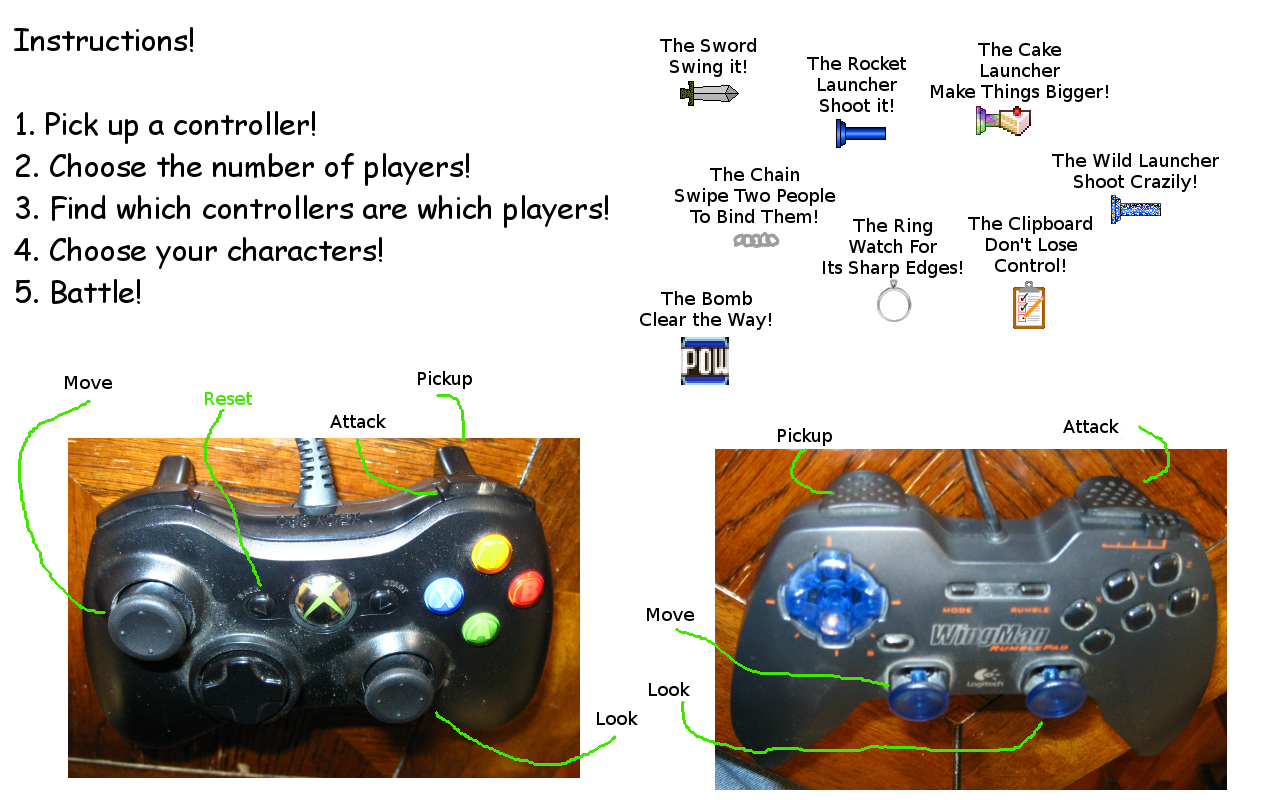 Instructions!
1. Pick up a controller!
2. Choose the number of players!
3. Find which controllers are which players!
4. Choose your characters!
5. Battle!
The Sword
Swing it!
The Rocket
Launcher
Shoot it!
The Cake
Launcher
Make Things Bigger!
The Chain
Swipe Two People
To Bind Them!
The Wild Launcher
Shoot Crazily!
The Ring
Watch For
Its Sharp Edges!
The Clipboard
Don't Lose
Control!
The Bomb
Clear the Way!
POW
Move
Reset
Attack
Pickup
XBOX 360
START
X
B
A
Look
Pickup
Attack
Move
Look
MODE
RUMBLE
WingMan
RUMBLEPAD
Logitech